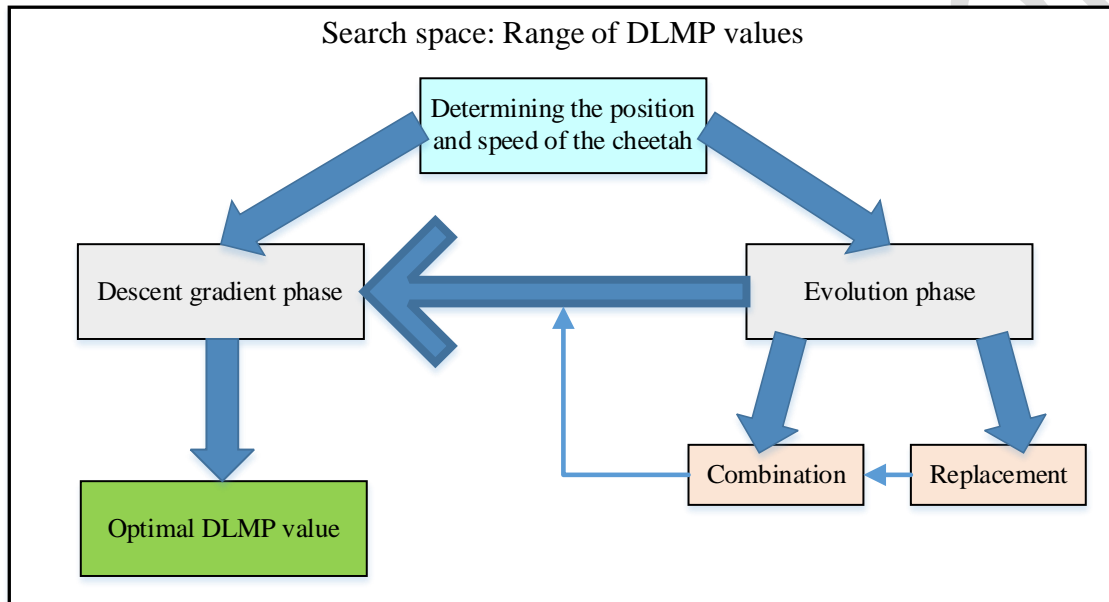 Search space: Range of DLMP values
Determining the position
and speed of the cheetah
Descent gradient phase
Evolution phase
Combination
Replacement
Optimal DLMP value